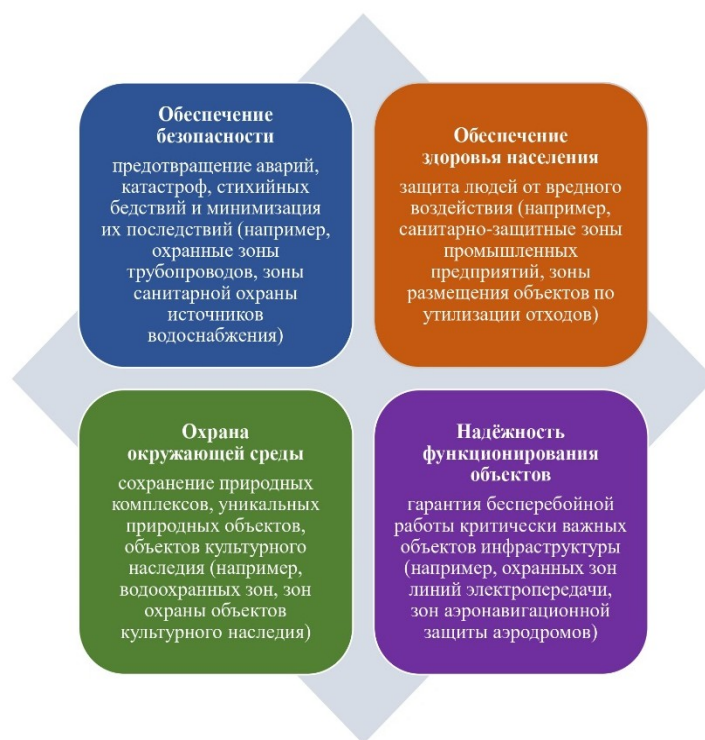 Обеспечение
безопасности
предотвращение аварий,
катастроф, стихийных
бедствий и минимизация
их последствий (например,
охранные зоны
трубопроводов, зоны
санитарной охраны
источников
водоснабжения)
Обеспечение
здоровья населения
защита людей от вредного
воздействия (например,
санитарно-защитные зоны
промышленных
предприятий, зоны
размещения объектов по
утилизации отходов)
Охрана
окружающей среды
сохранение природных
комплексов, уникальных
природных объектов,
объектов культурного
наследия (например,
водоохранных зон, зон
охраны объектов
культурного наследия)
Надёжность
функционирования
объектов
гарантия бесперебойной
работы критически важных
объектов инфраструктуры
(например, охранных зон
линий электропередачи,
зон аэронавигационной
защиты аэродромов)